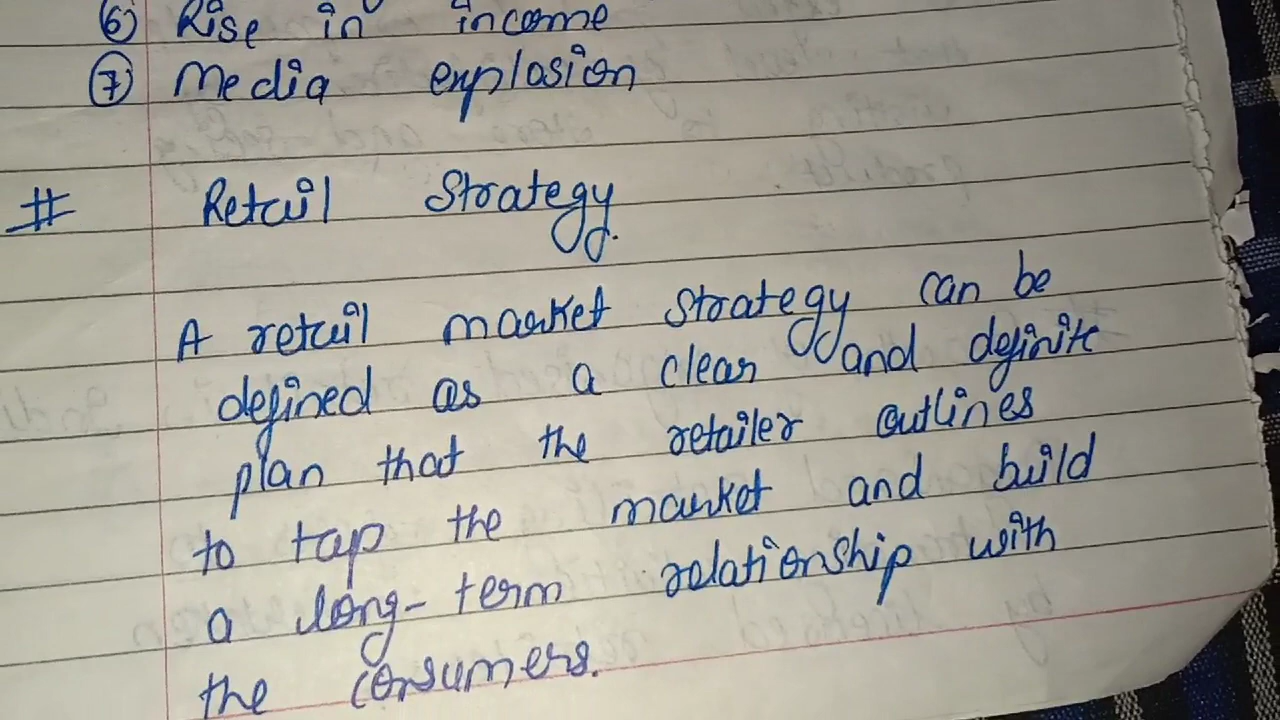 ⑥ Rise in income
⑦ Media explosion
# Retail Strategy
A retail market strategy can be
defined as a clear and definite
plan that the retailer outlines
to tap the market and build
a long-term relationship with
the consumers.